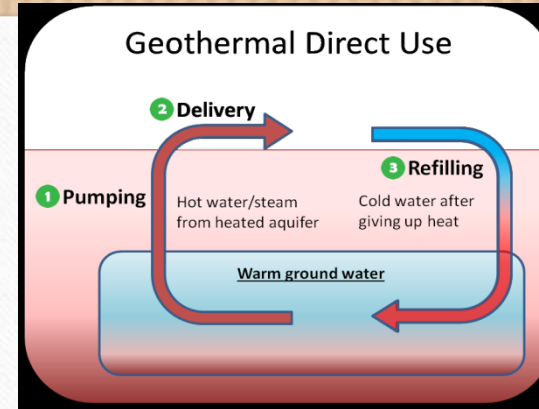 Geothermal Direct Use
2 Delivery
3 Refilling
1 Pumping
Hot water/steam
from heated aquifer
Cold water after
giving up heat
Warm ground water